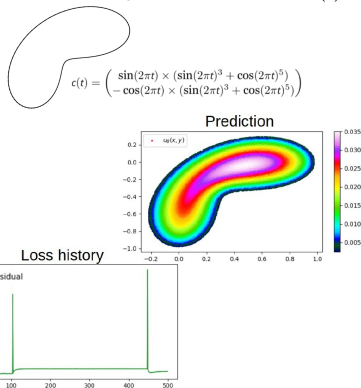 c(t) = ( sin(2πt) × (sin(2πt)³ + cos(2πt)⁵)
− cos(2πt) × (sin(2πt)³ + cos(2πt)⁵) )
Prediction
uθ(x, y)
0.2
0.0
−0.2
−0.4
−0.6
−0.8
−1.0
−0.2 0.0 0.2 0.4 0.6 0.8 1.0
0.035
0.030
0.025
0.020
0.015
0.010
0.005
Loss history
sidual
100 200 300 400 500